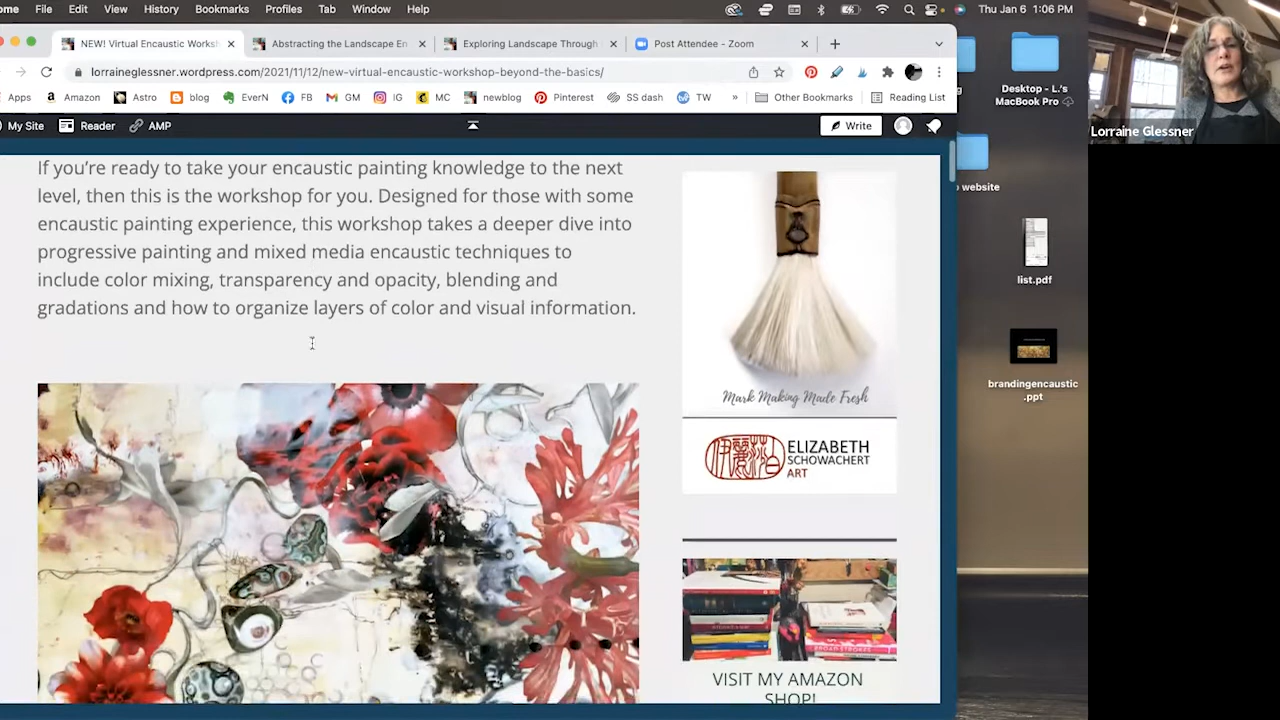 ome File Edit View History Bookmarks Profiles Tab Window Help
Thu Jan 6 1:06 PM
NEW! Virtual Encaustic Worksh
Abstracting the Landscape En
Exploring Landscape Through
Post Attendee - Zoom
lorraineglessner.wordpress.com/2021/11/12/new-virtual-encaustic-workshop-beyond-the-basics/
Apps Amazon Astro blog EverN FB GM IG MC newblog Pinterest SS dash TW » Other Bookmarks Reading List
My Site Reader AMP Write
If you’re ready to take your encaustic painting knowledge to the next
level, then this is the workshop for you. Designed for those with some
encaustic painting experience, this workshop takes a deeper dive into
progressive painting and mixed media encaustic techniques to
include color mixing, transparency and opacity, blending and
gradations and how to organize layers of color and visual information.
Mark Making Made Fresh
ELIZABETH
SCHOWACHERT
ART
BROAD STROKES
VISIT MY AMAZON
SHOP!
g
Desktop - L.'s
MacBook Pro
website
list.pdf
brandingencaustic
.ppt
Lorraine Glessner